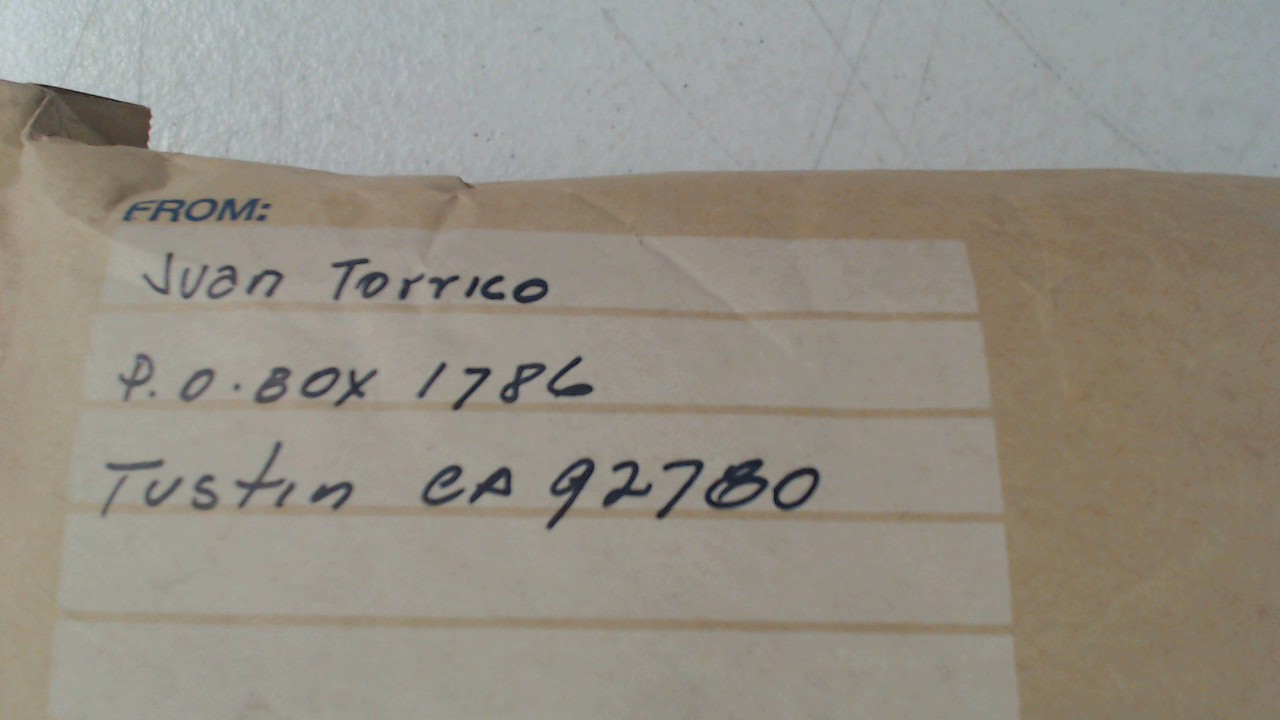 FROM:
Juan Torrico
P.O. BOX 1786
Tustin CA 92780